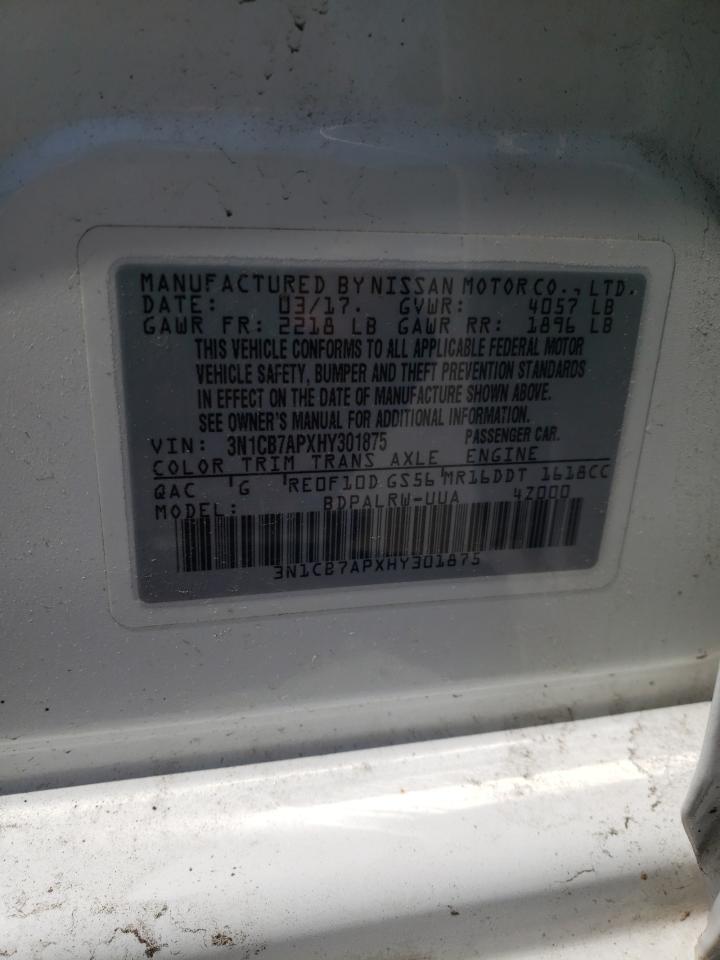 MANUFACTURED BY NISSAN MOTOR CO., LTD.
DATE: 03/17. GVWR: 4057 LB
GAWR FR: 2218 LB GAWR RR: 1896 LB
THIS VEHICLE CONFORMS TO ALL APPLICABLE FEDERAL MOTOR
VEHICLE SAFETY, BUMPER AND THEFT PREVENTION STANDARDS
IN EFFECT ON THE DATE OF MANUFACTURE SHOWN ABOVE.
SEE OWNER'S MANUAL FOR ADDITIONAL INFORMATION.
VIN: 3N1CB7APXHY301875 PASSENGER CAR.
COLOR TRIM TRANS AXLE ENGINE
QAC G RE0F10D GS56 MR16DDT 1618CC
MODEL: BDPALRW-UUA 4Z000
3N1CB7APXHY301875